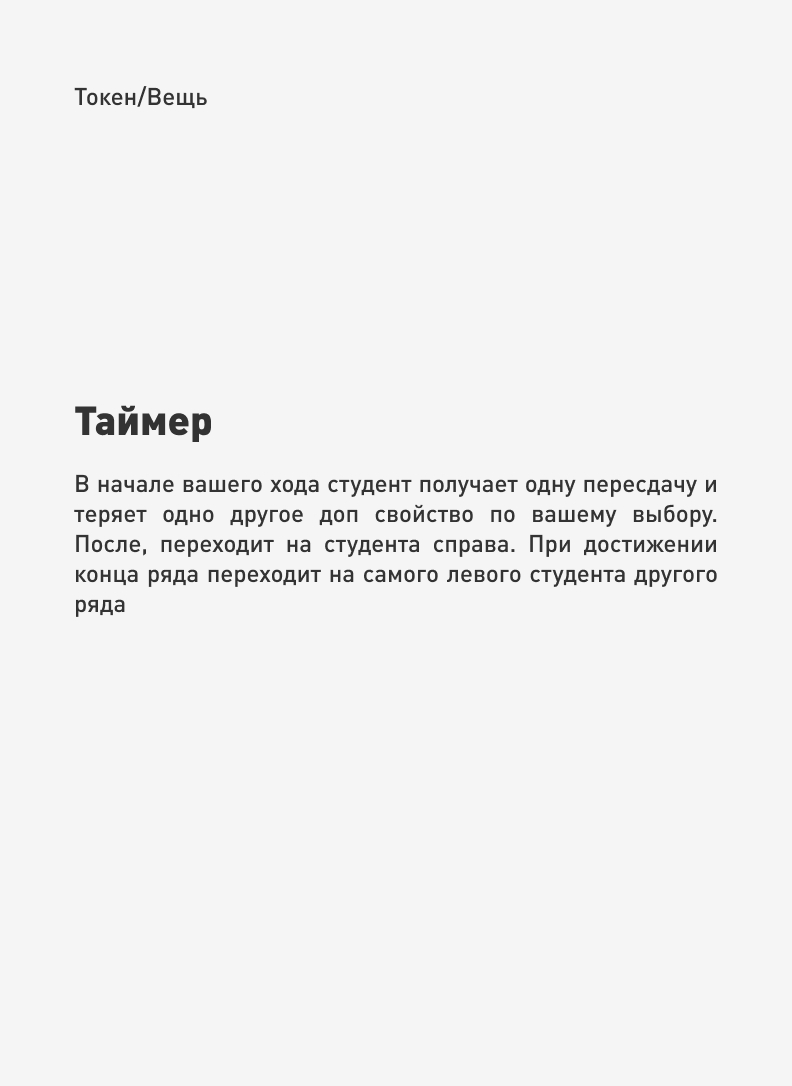 Токен/Вещь
Таймер
В начале вашего хода студент получает одну пересдачу и
теряет одно другое доп свойство по вашему выбору.
После, переходит на студента справа. При достижении
конца ряда переходит на самого левого студента другого
ряда